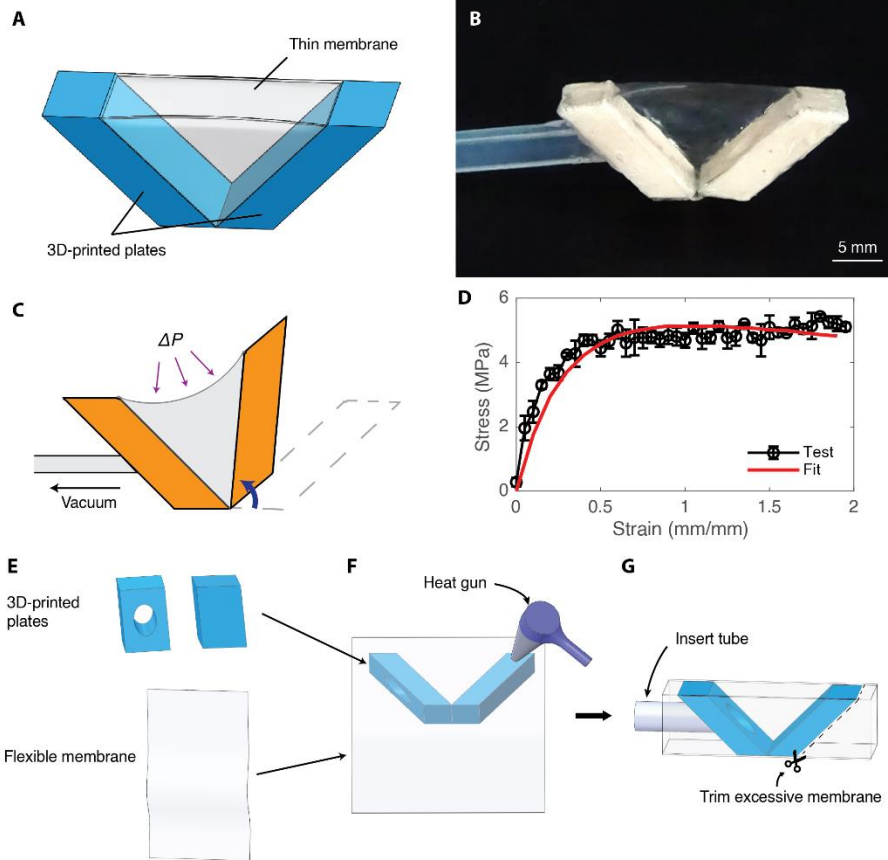 A
Thin membrane
3D-printed plates
B
5 mm
C
ΔP
Vacuum
D
6
4
2
0
Stress (MPa)
Test
Fit
0
0.5
1
1.5
2
Strain (mm/mm)
E
3D-printed
plates
Flexible membrane
F
Heat gun
G
Insert tube
Trim excessive membrane